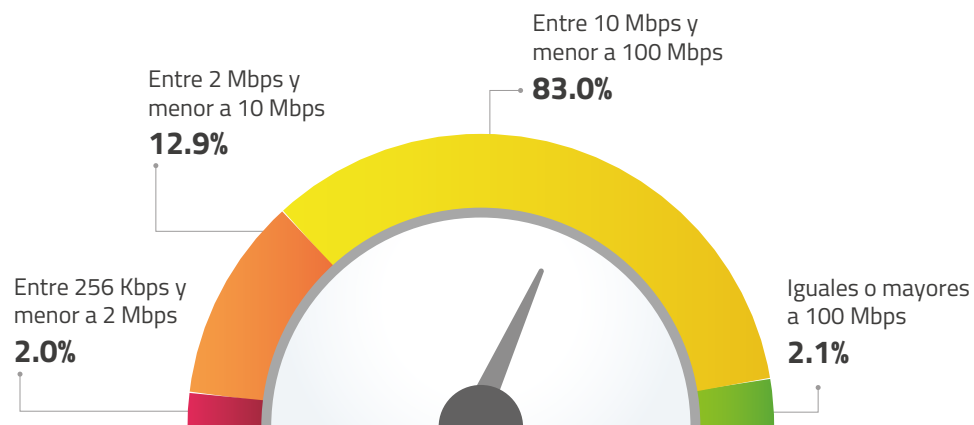 Entre 256 Kbps y
menor a 2 Mbps
2.0%
Entre 2 Mbps y
menor a 10 Mbps
12.9%
Entre 10 Mbps y
menor a 100 Mbps
83.0%
Iguales o mayores
a 100 Mbps
2.1%